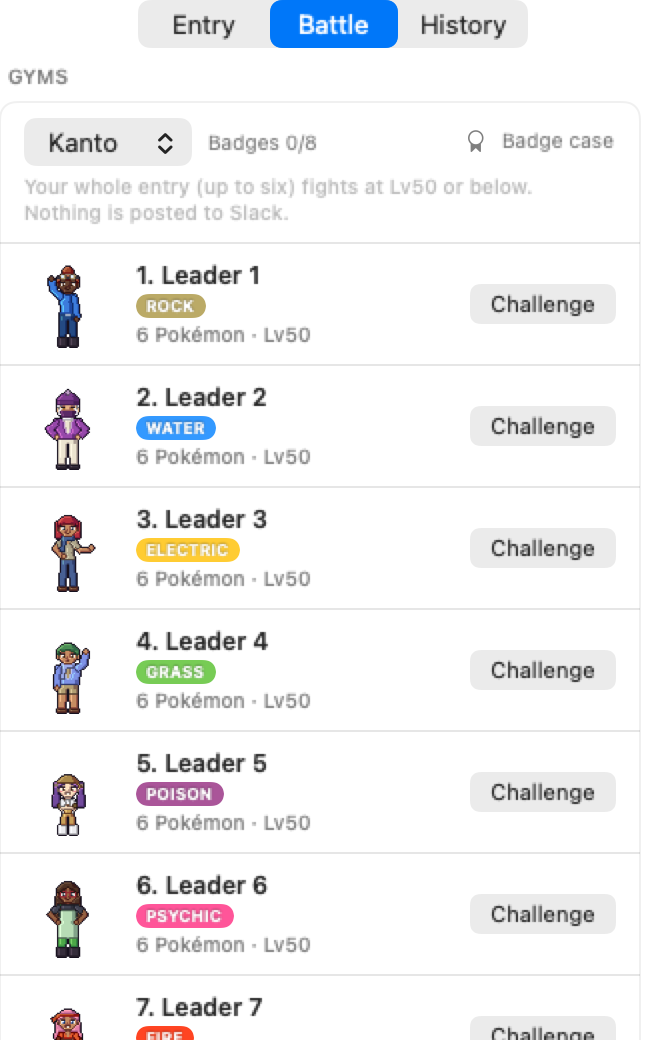 Entry Battle History
GYMS
Kanto Badges 0/8 Badge case
Your whole entry (up to six) fights at Lv50 or below.
Nothing is posted to Slack.
1. Leader 1
ROCK
6 Pokémon · Lv50
Challenge
2. Leader 2
WATER
6 Pokémon · Lv50
Challenge
3. Leader 3
ELECTRIC
6 Pokémon · Lv50
Challenge
4. Leader 4
GRASS
6 Pokémon · Lv50
Challenge
5. Leader 5
POISON
6 Pokémon · Lv50
Challenge
6. Leader 6
PSYCHIC
6 Pokémon · Lv50
Challenge
7. Leader 7
FIRE
Challenge